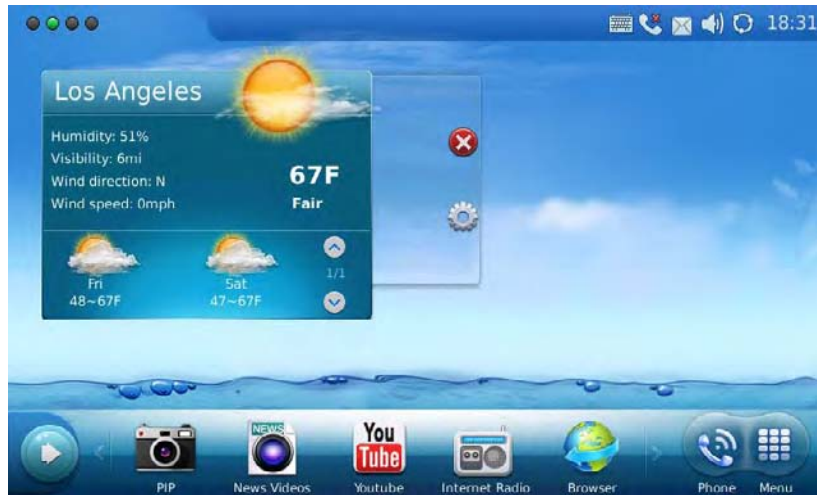 18:31
Los Angeles
Humidity: 51%
Visibility: 6mi
Wind direction: N
Wind speed: 0mph
67F
Fair
Fri
48~67F
Sat
47~67F
1/1
NEWS
You
Tube
PIP
News Videos
Youtube
Internet Radio
Browser
Phone
Menu